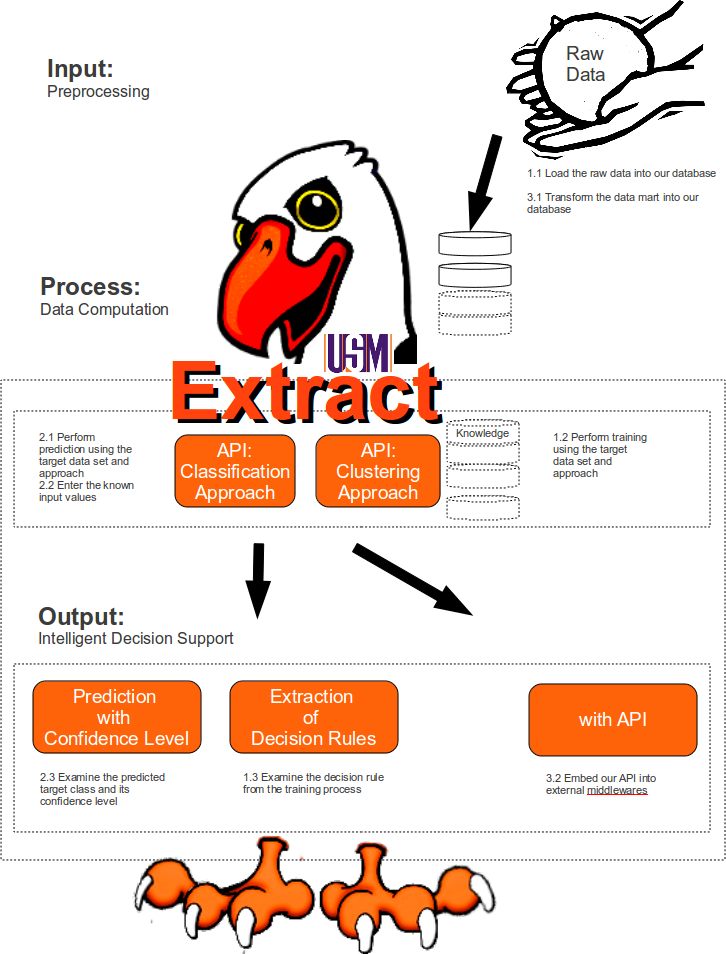 Input:
Preprocessing
Raw
Data
1.1 Load the raw data into our database
3.1 Transform the data mart into our
database
Process:
Data Computation
USM
Extract
2.1 Perform
prediction using the
target data set and
approach
2.2 Enter the known
input values
API:
Classification
Approach
API:
Clustering
Approach
Knowledge
1.2 Perform training
using the target
data set and
approach
Output:
Intelligent Decision Support
Prediction
with
Confidence Level
Extraction
of
Decision Rules
with API
2.3 Examine the predicted
target class and its
confidence level
1.3 Examine the decision rule
from the training process
3.2 Embed our API into
external middlewares